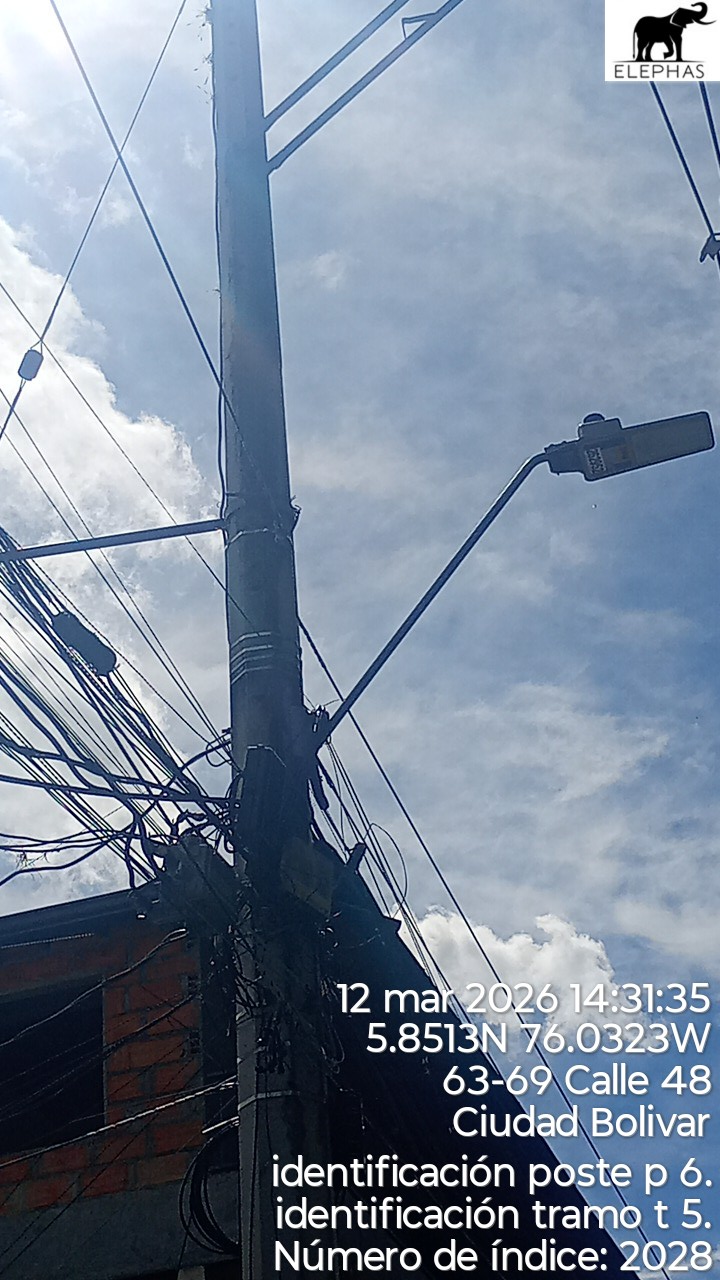 ELEPHAS
12 mar 2026 14:31:35
5.8513N 76.0323W
63-69 Calle 48
Ciudad Bolivar
identificación poste p 6.
identificación tramo t 5.
Número de índice: 2028